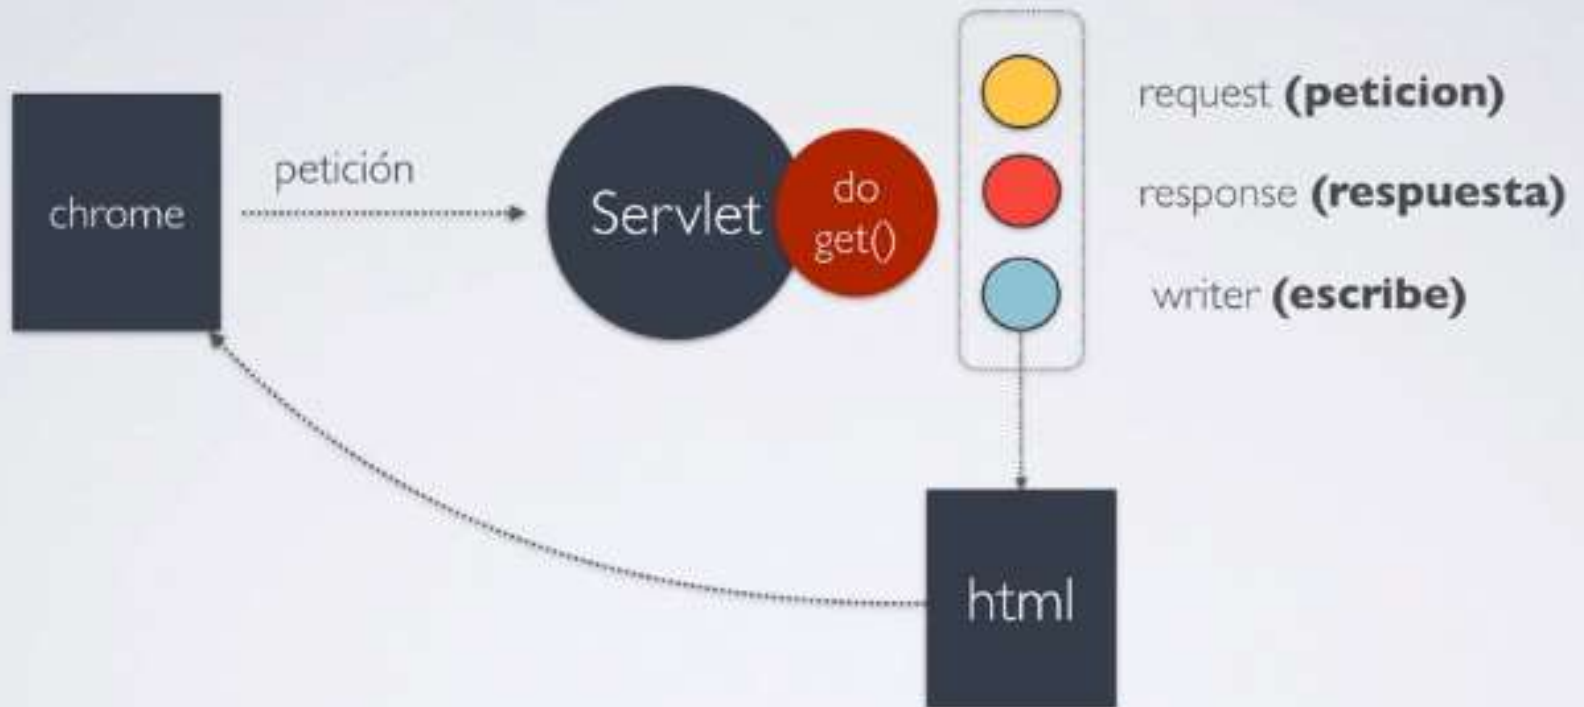 chrome
petición
Servlet
do
get()
request (peticion)
response (respuesta)
writer (escribe)
html